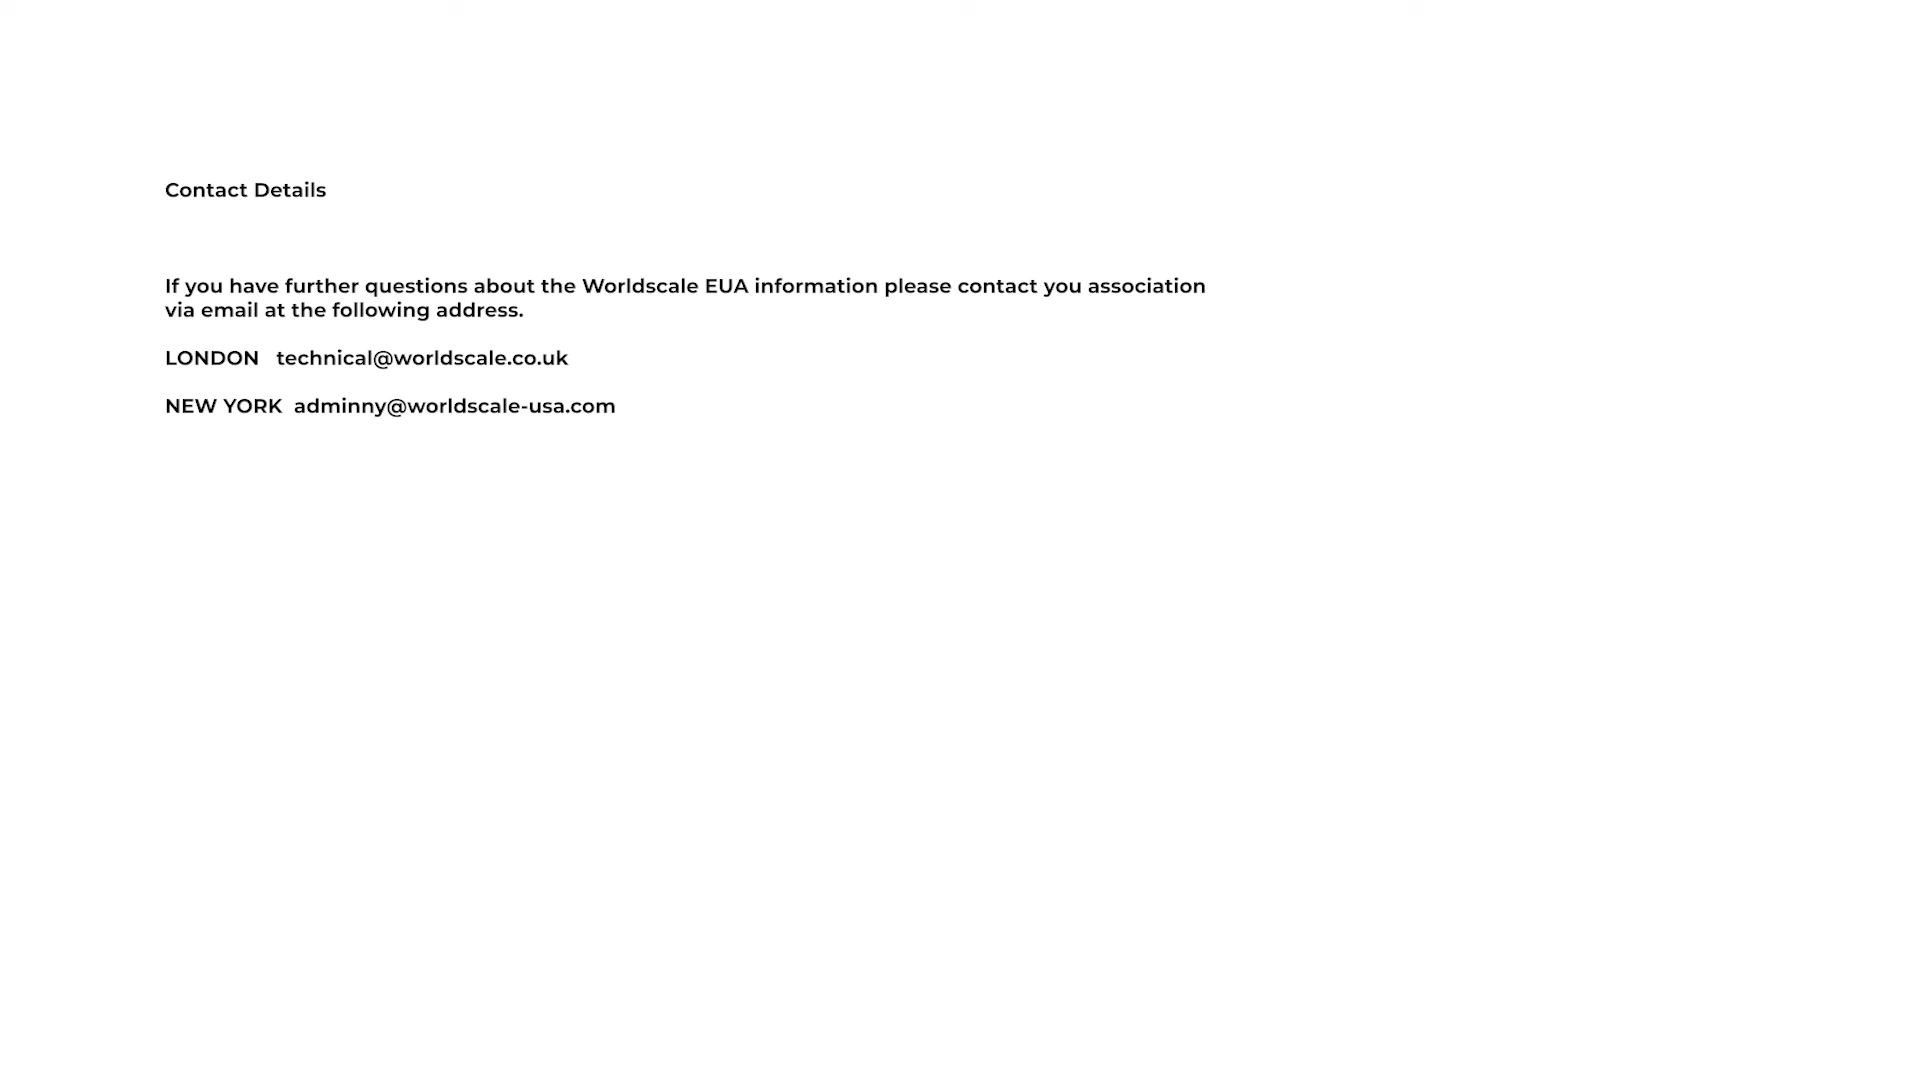 Contact Details
If you have further questions about the Worldscale EUA information please contact you association
via email at the following address.
LONDON technical@worldscale.co.uk
NEW YORK adminny@worldscale-usa.com